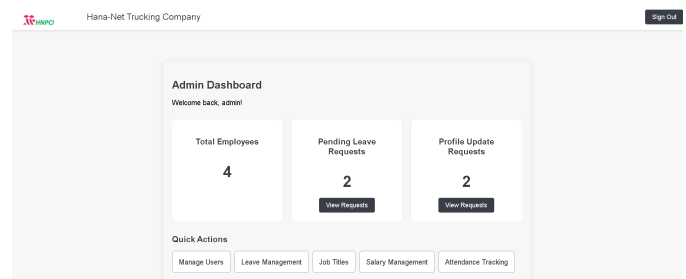 HNPCI
Hana-Net Trucking Company
Sign Out
Admin Dashboard
Welcome back, admin!
Total Employees
4
Pending Leave
Requests
2
View Requests
Profile Update
Requests
2
View Requests
Quick Actions
Manage Users
Leave Management
Job Titles
Salary Management
Attendance Tracking